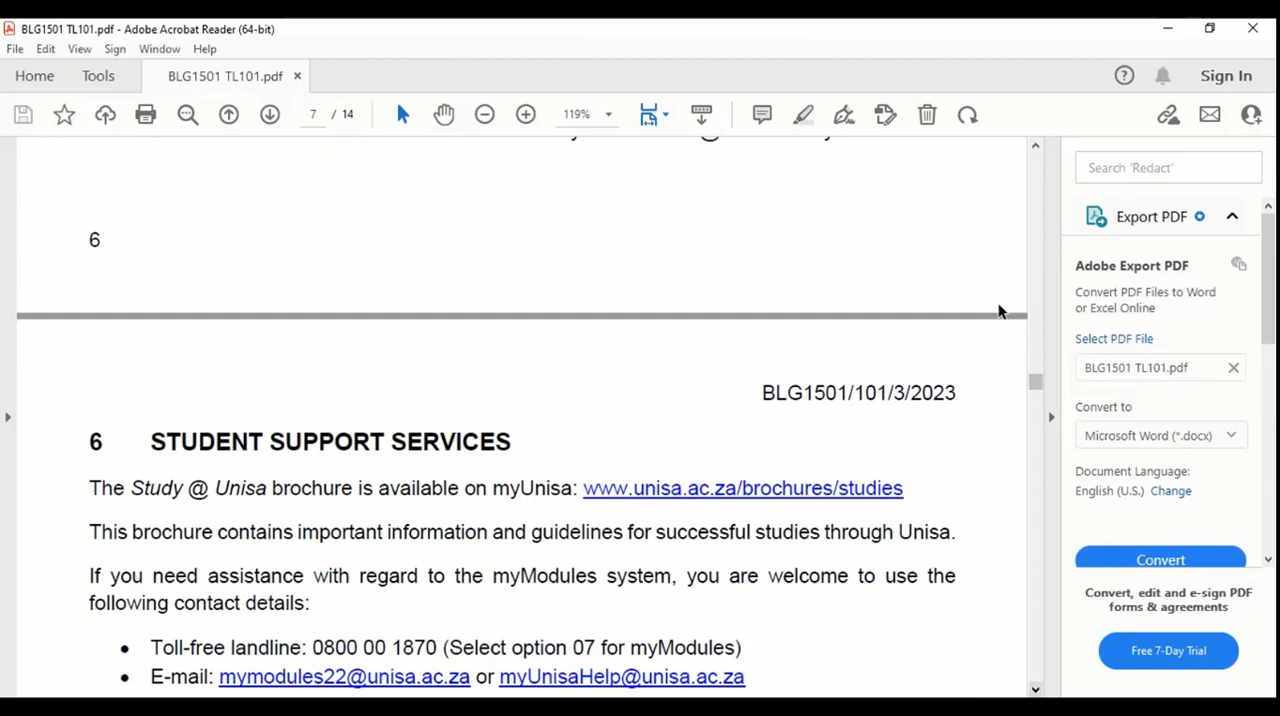 BLG1501 TL101.pdf - Adobe Acrobat Reader (64-bit)
File Edit View Sign Window Help
Home Tools BLG1501 TL101.pdf × Sign In
7 / 14 119%
6
BLG1501/101/3/2023
6 STUDENT SUPPORT SERVICES
The Study @ Unisa brochure is available on myUnisa: www.unisa.ac.za/brochures/studies
This brochure contains important information and guidelines for successful studies through Unisa.
If you need assistance with regard to the myModules system, you are welcome to use the
following contact details:
• Toll-free landline: 0800 00 1870 (Select option 07 for myModules)
• E-mail: mymodules22@unisa.ac.za or myUnisaHelp@unisa.ac.za
Search 'Redact'
Export PDF
Adobe Export PDF
Convert PDF Files to Word
or Excel Online
Select PDF File
BLG1501 TL101.pdf
Convert to
Microsoft Word (*.docx)
Document Language:
English (U.S.) Change
Convert
Convert, edit and e-sign PDF
forms & agreements
Free 7-Day Trial